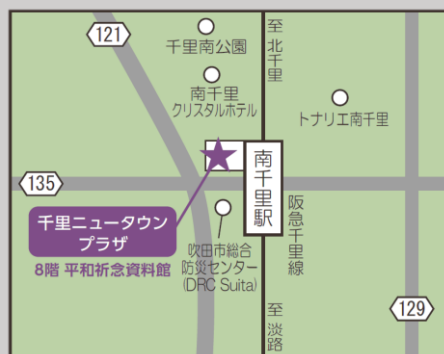 121
千里南公園
至北千里
南千里
クリスタルホテル
トナリエ南千里
南千里駅
135
千里ニュータウン
プラザ
8階 平和祈念資料館
吹田市総合
防災センター
(DRC Suita)
阪急千里線
至淡路
129